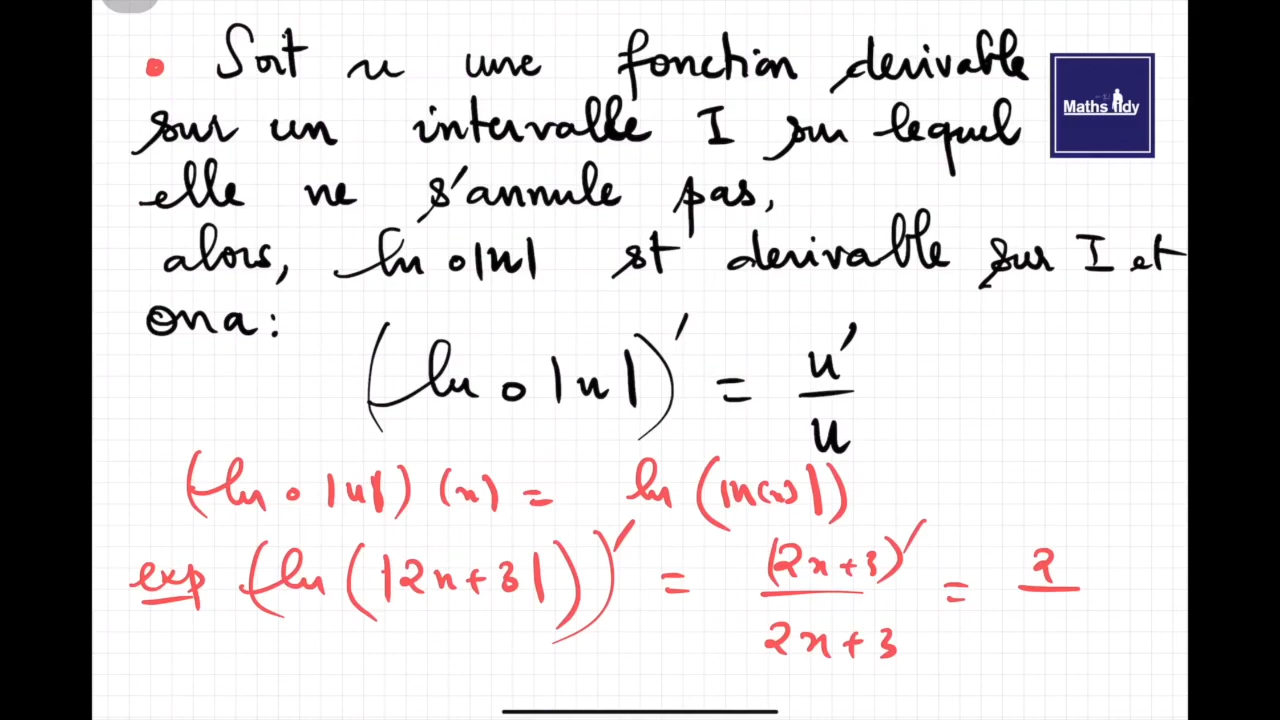 • Soit u une fonction derivable
Maths Idy
sur un intervalle I sur lequel
elle ne s'annule pas,
alors, ln o |u| est derivable sur I et
on a :
(ln o |u|)' = u'/u
(ln o |u|) (x) = ln (|u(x)|)
exp (ln (|2x+3|))' = (2x+3)'/2x+3 = 2/